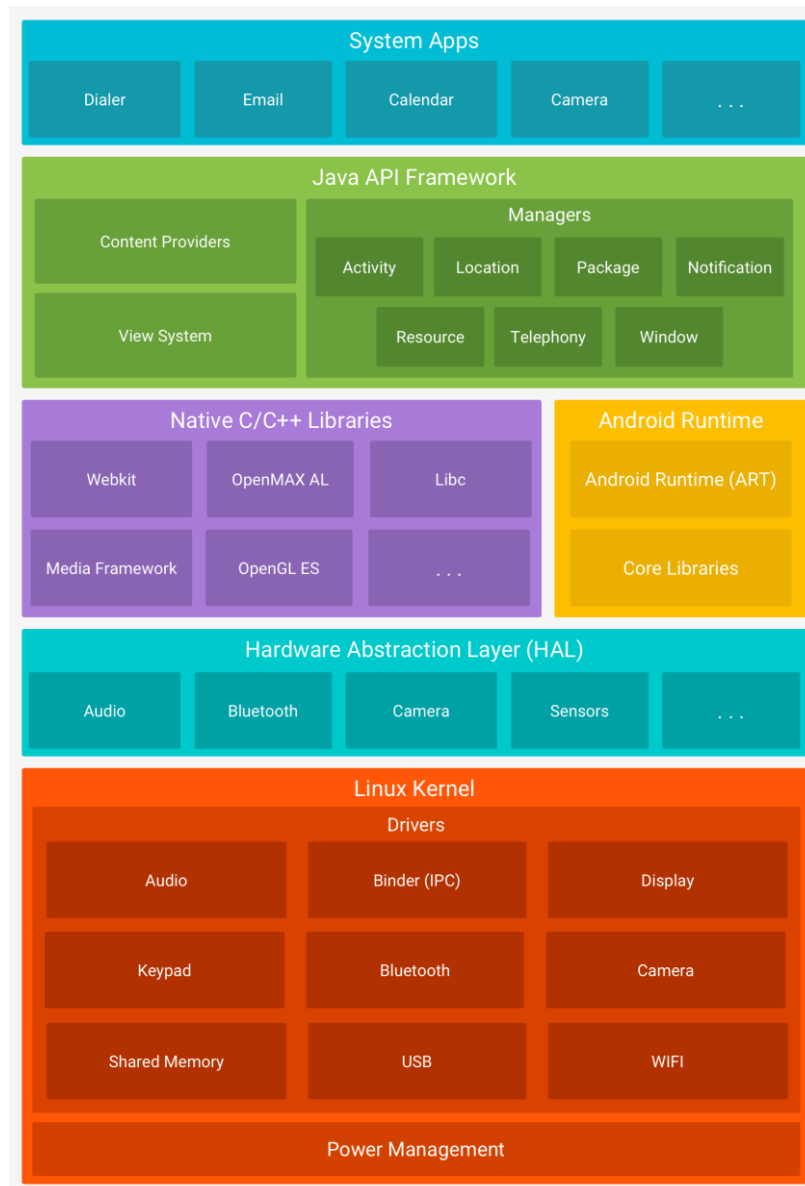 System Apps
Dialer
Email
Calendar
Camera
. . .
Java API Framework
Content Providers
View System
Managers
Activity
Location
Package
Notification
Resource
Telephony
Window
Native C/C++ Libraries
Webkit
OpenMAX AL
Libc
Media Framework
OpenGL ES
. . .
Android Runtime
Android Runtime (ART)
Core Libraries
Hardware Abstraction Layer (HAL)
Audio
Bluetooth
Camera
Sensors
. . .
Linux Kernel
Drivers
Audio
Binder (IPC)
Display
Keypad
Bluetooth
Camera
Shared Memory
USB
WIFI
Power Management